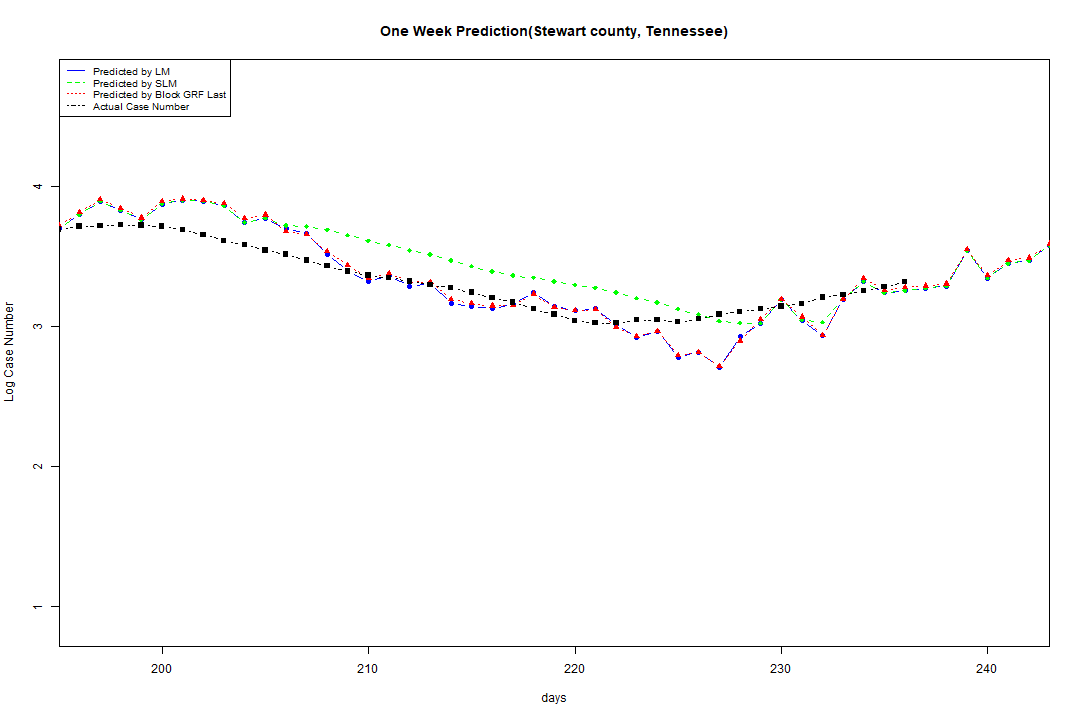 One Week Prediction(Stewart county, Tennessee)
Predicted by LM
Predicted by SLM
Predicted by Block GRF Last
Actual Case Number
4
3
2
1
Log Case Number
200 210 220 230 240
days